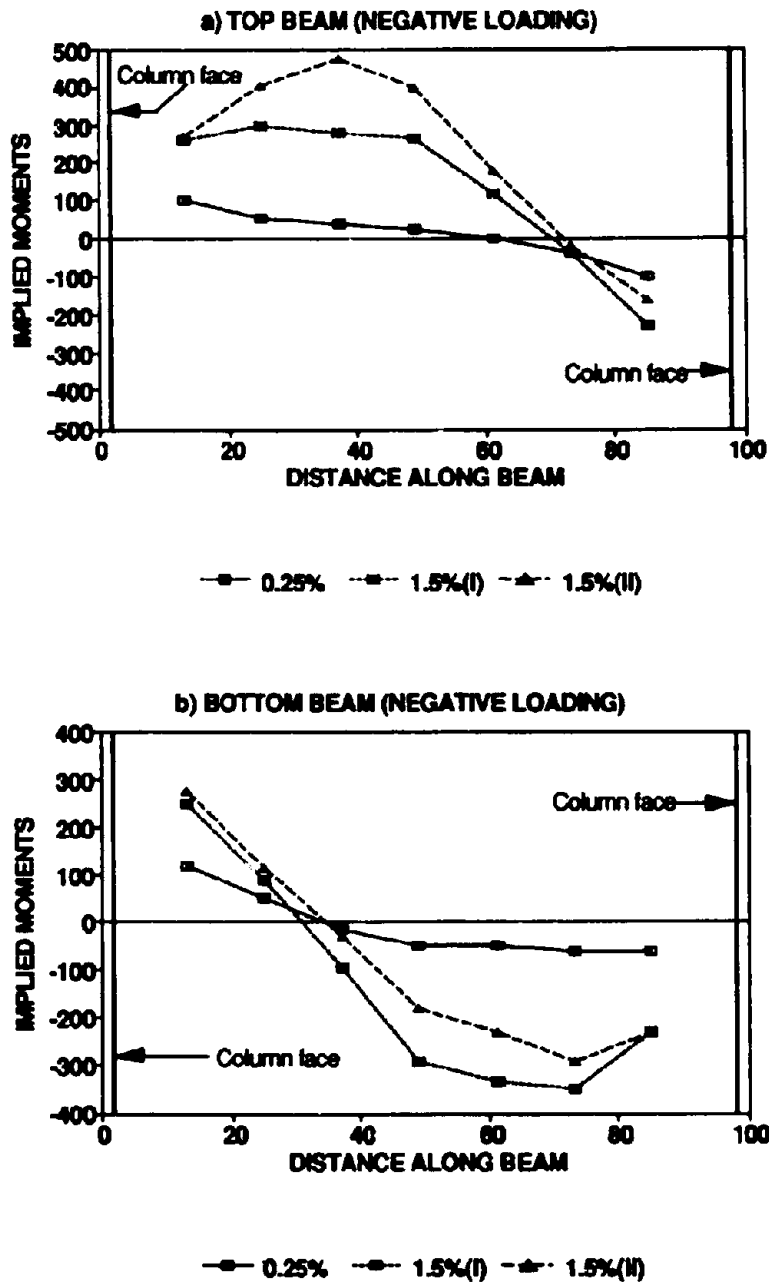 a) TOP BEAM (NEGATIVE LOADING)
500
400
300
200
100
0
-100
-200
-300
-400
-500
IMPLIED MOMENTS
Column face
Column face
0 20 40 60 80 100
DISTANCE ALONG BEAM
0.25% 1.5%(I) 1.5%(II)
b) BOTTOM BEAM (NEGATIVE LOADING)
400
300
200
100
0
-100
-200
-300
-400
IMPLIED MOMENTS
Column face
Column face
0 20 40 60 80 100
DISTANCE ALONG BEAM
0.25% 1.5%(I) 1.5%(II)